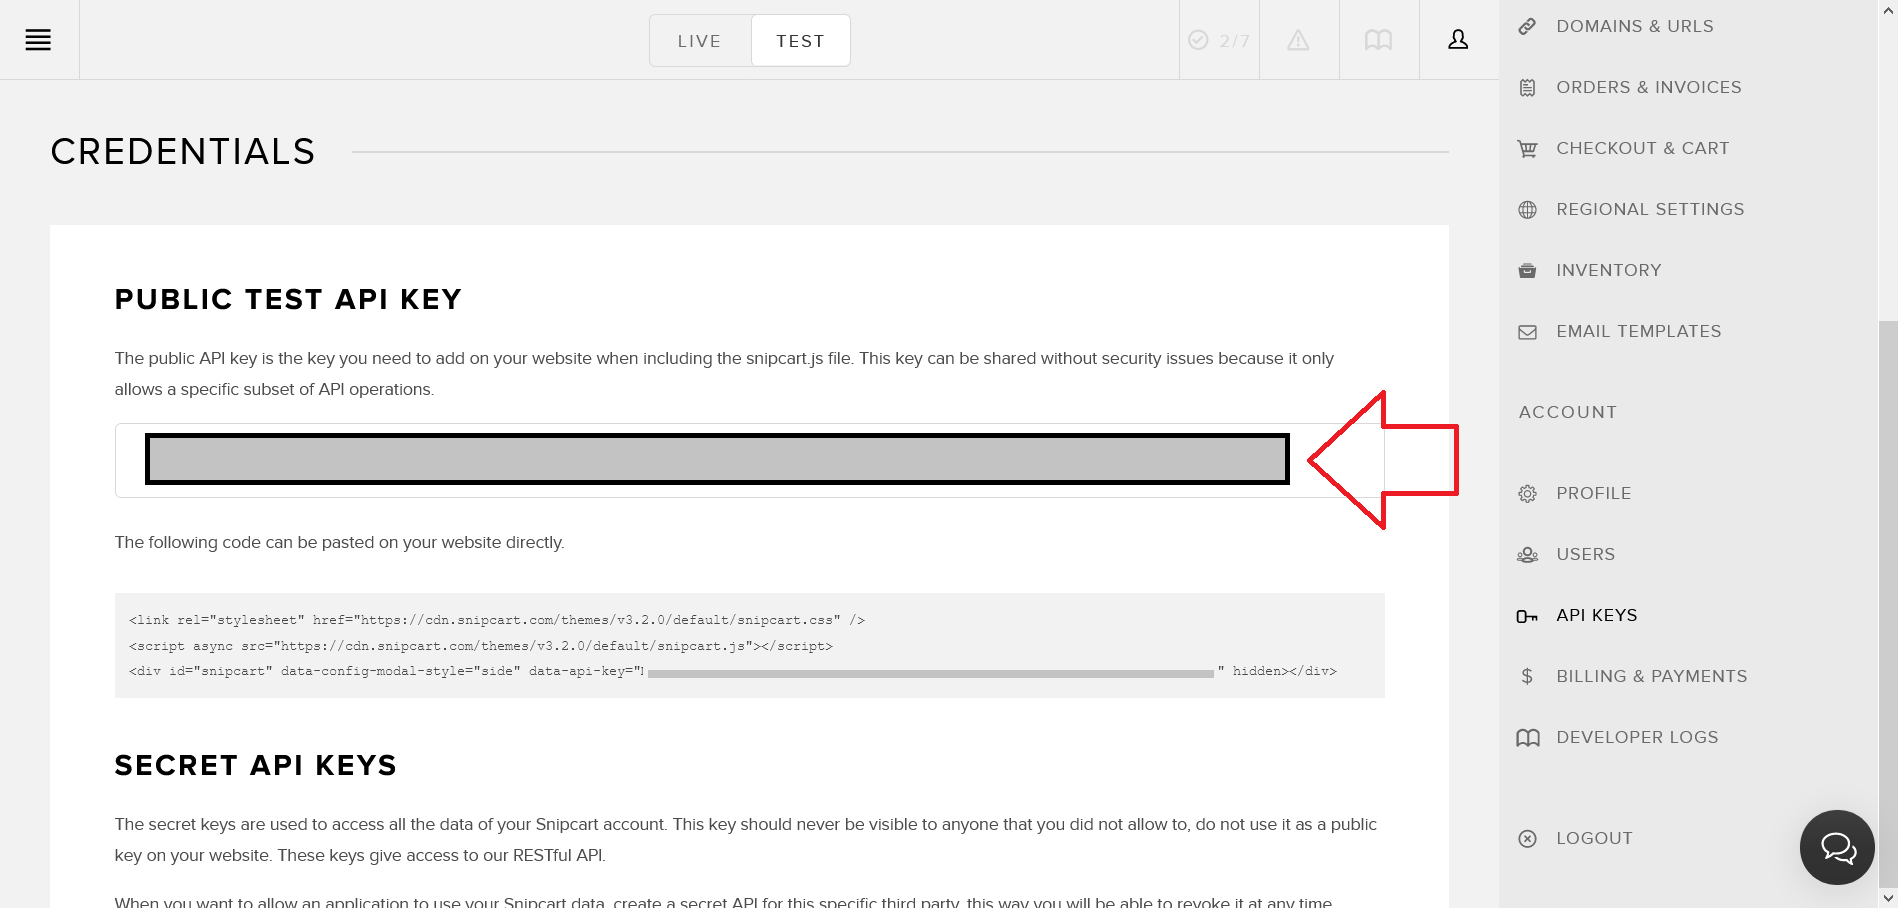 LIVE
TEST
2/7
CREDENTIALS
PUBLIC TEST API KEY
The public API key is the key you need to add on your website when including the snipcart.js file. This key can be shared without security issues because it only
allows a specific subset of API operations.
The following code can be pasted on your website directly.
<link rel="stylesheet" href="https://cdn.snipcart.com/themes/v3.2.0/default/snipcart.css" />
<script async src="https://cdn.snipcart.com/themes/v3.2.0/default/snipcart.js"></script>
<div id="snipcart" data-config-modal-style="side" data-api-key=" " hidden></div>
SECRET API KEYS
The secret keys are used to access all the data of your Snipcart account. This key should never be visible to anyone that you did not allow to, do not use it as a public
key on your website. These keys give access to our RESTful API.
When you want to allow an application to use your Snipcart data, create a secret API for this specific third party, this way you will be able to revoke it at any time
DOMAINS & URLS
ORDERS & INVOICES
CHECKOUT & CART
REGIONAL SETTINGS
INVENTORY
EMAIL TEMPLATES
ACCOUNT
PROFILE
USERS
API KEYS
BILLING & PAYMENTS
DEVELOPER LOGS
LOGOUT